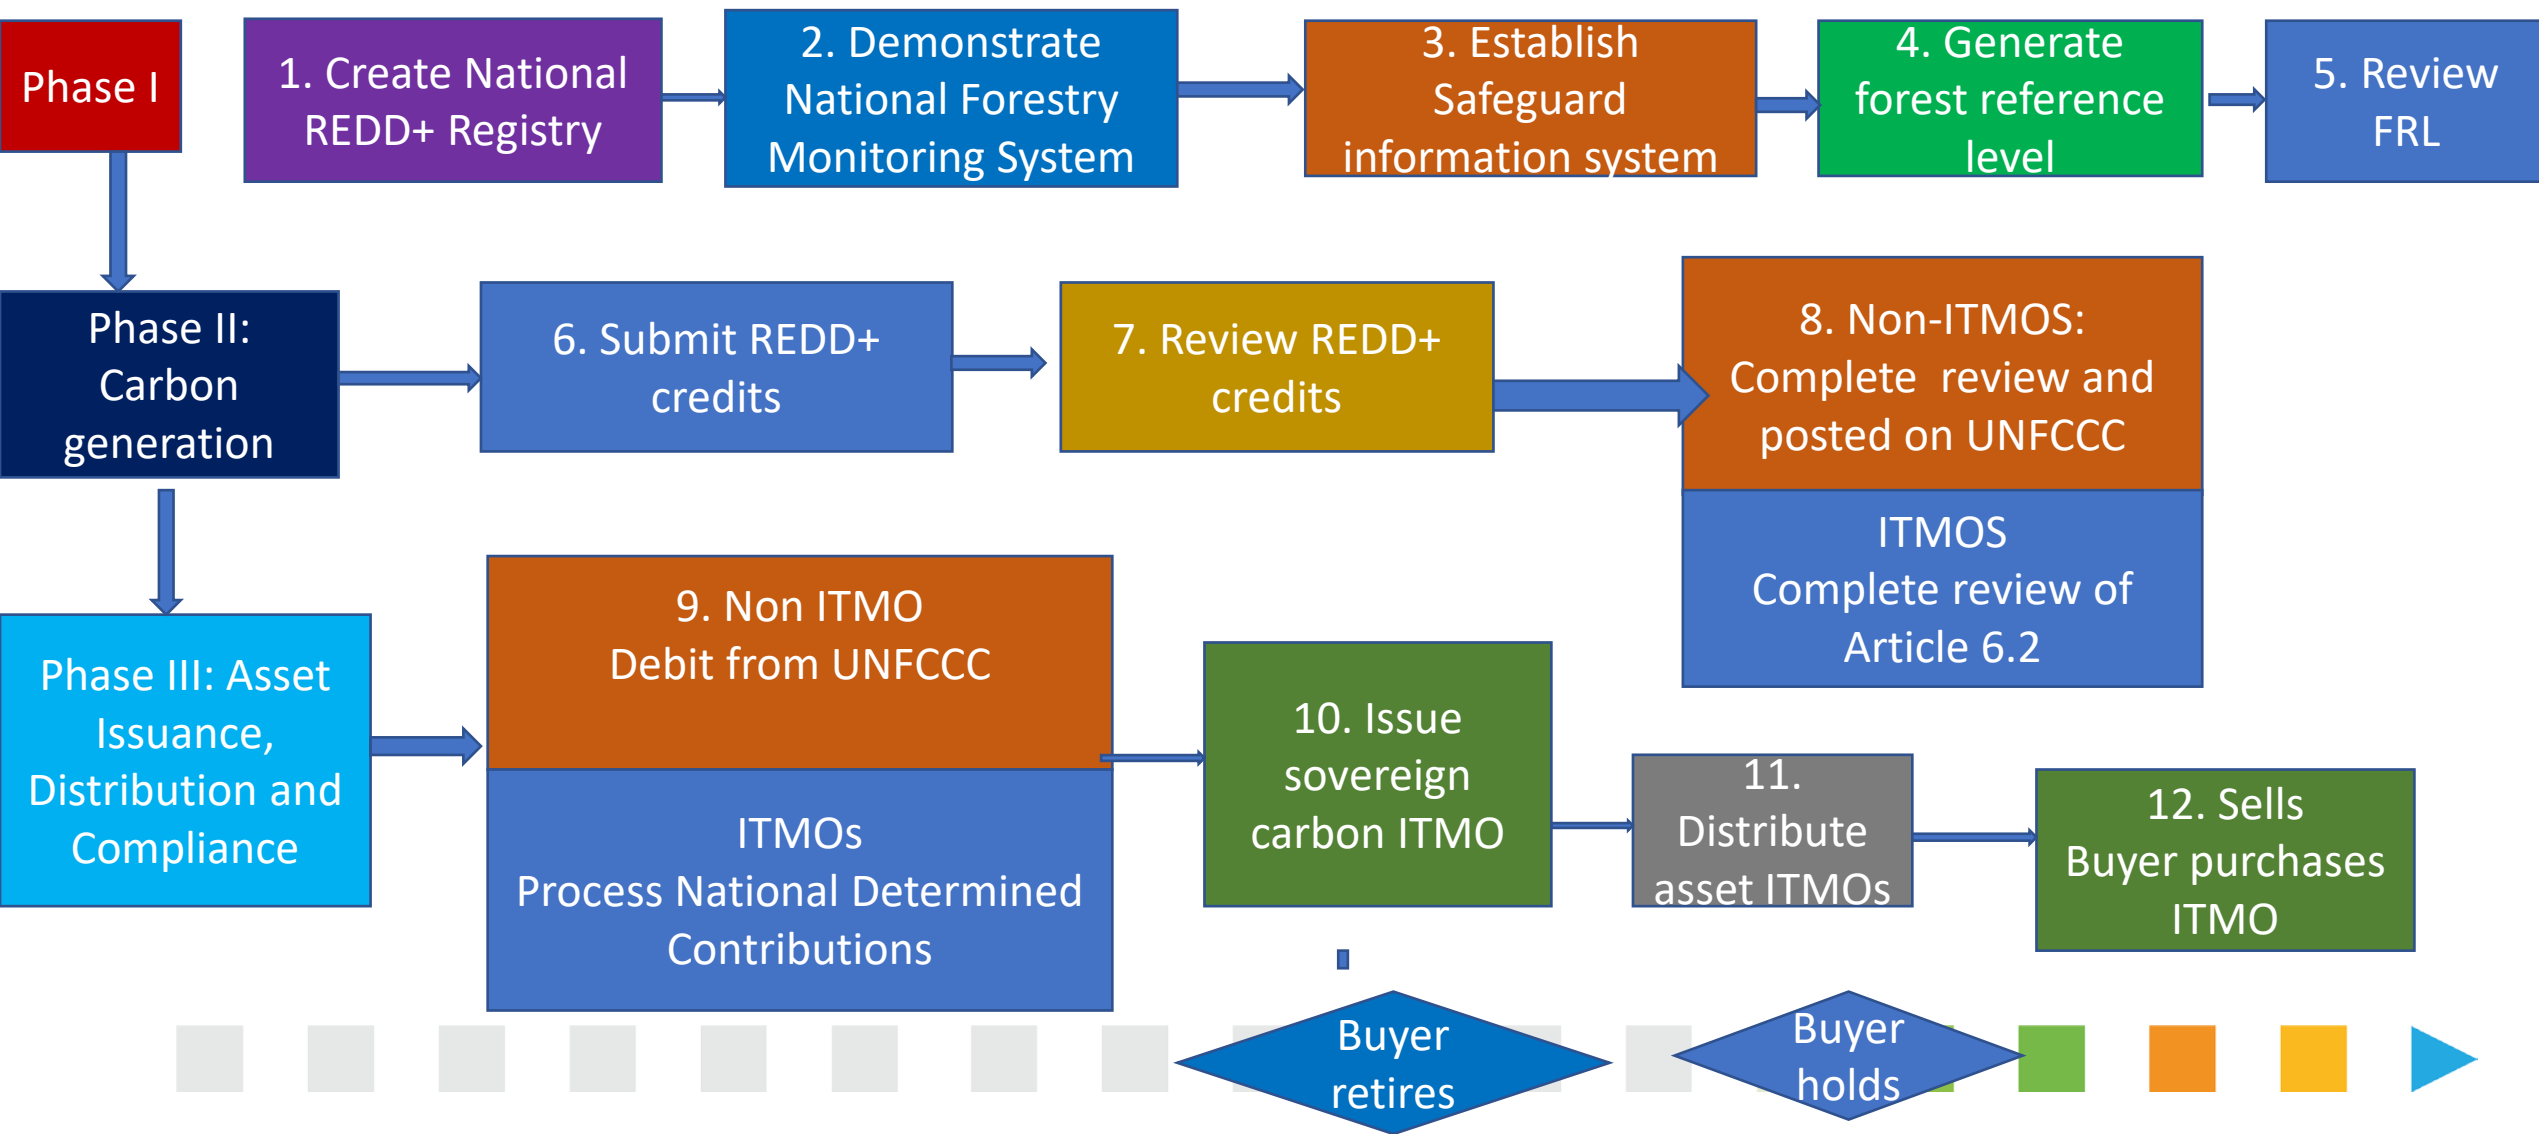 Phase I
1. Create National
REDD+ Registry
2. Demonstrate
National Forestry
Monitoring System
3. Establish
Safeguard
information system
4. Generate
forest reference
level
5. Review
FRL
Phase II:
Carbon
generation
6. Submit REDD+
credits
7. Review REDD+
credits
8. Non-ITMOS:
Complete review and
posted on UNFCCC
ITMOS
Complete review of
Article 6.2
Phase III: Asset
Issuance,
Distribution and
Compliance
9. Non ITMO
Debit from UNFCCC
ITMOs
Process National Determined
Contributions
10. Issue
sovereign
carbon ITMO
11.
Distribute
asset ITMOs
12. Sells
Buyer purchases
ITMO
Buyer
retires
Buyer
holds